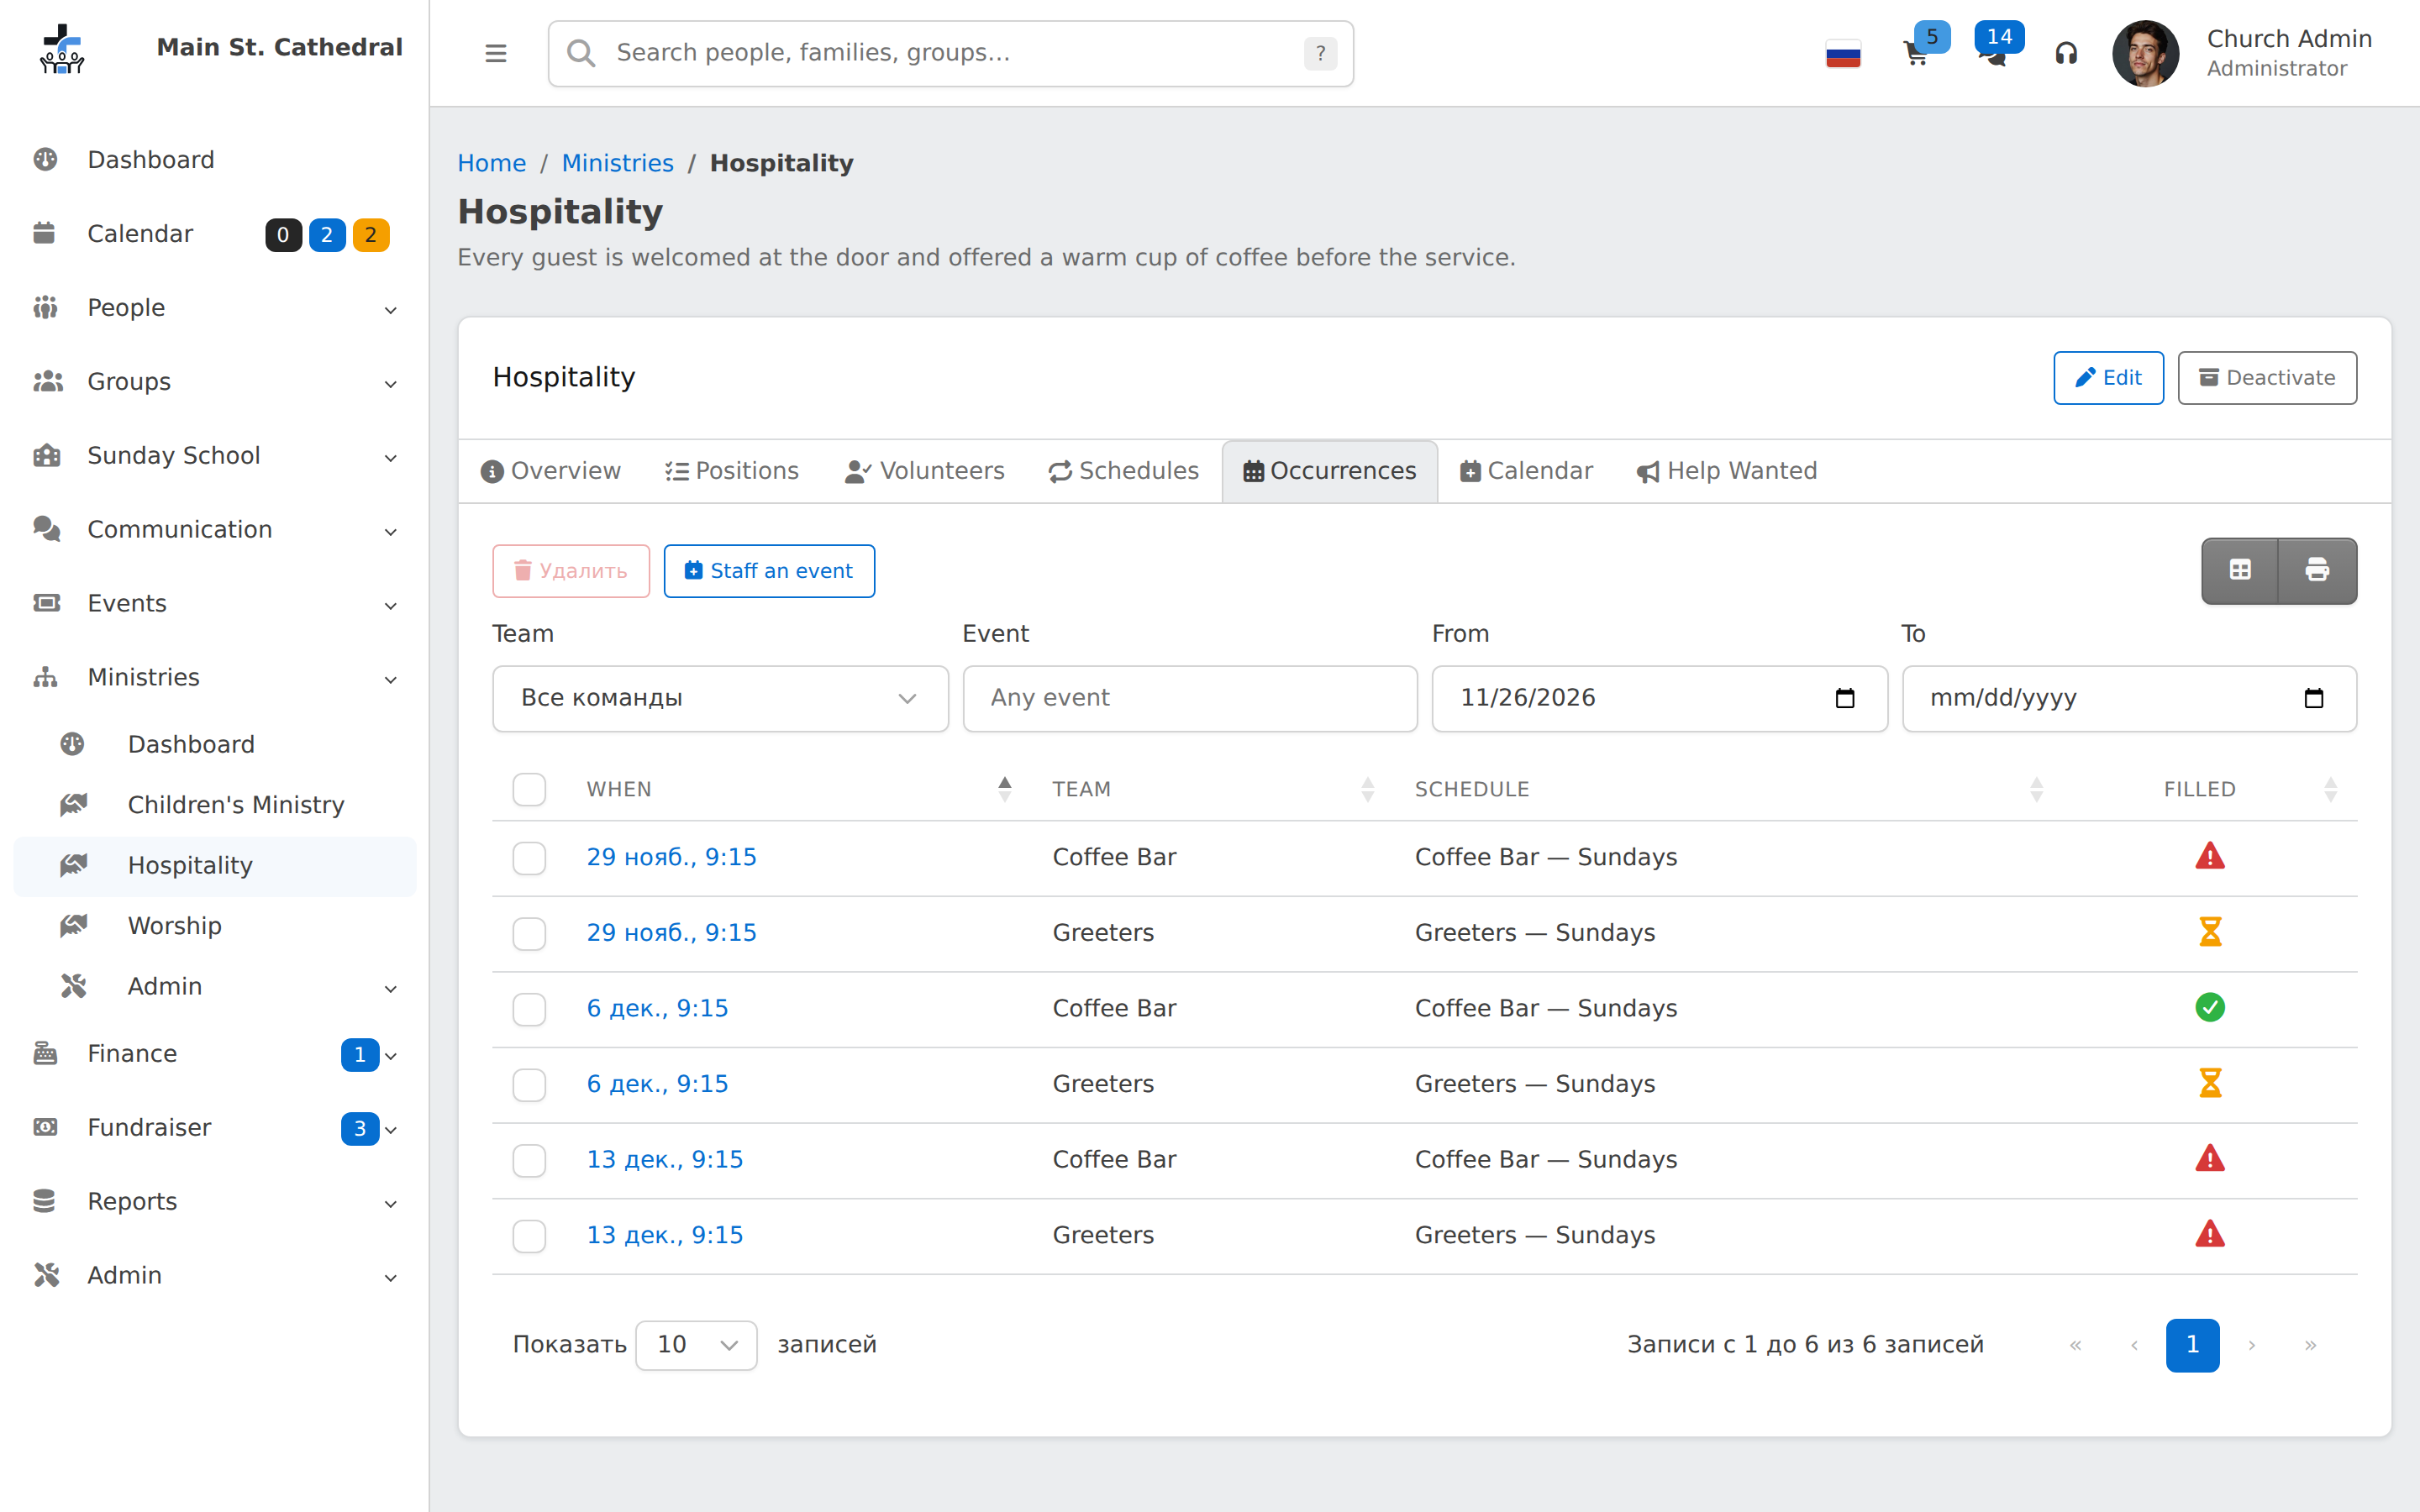 Main St. Cathedral
Search people, families, groups... ?
5
14
Church Admin
Administrator
Dashboard
Calendar 0 2 2
People
Groups
Sunday School
Communication
Events
Ministries
Dashboard
Children's Ministry
Hospitality
Worship
Admin
Finance 1
Fundraiser 3
Reports
Admin
Home / Ministries / Hospitality
Hospitality
Every guest is welcomed at the door and offered a warm cup of coffee before the service.
Hospitality
Edit
Deactivate
Overview Positions Volunteers Schedules Occurrences Calendar Help Wanted
Удалить
Staff an event
Team Event From To
Все команды Any event 11/26/2026 mm/dd/yyyy
WHEN TEAM SCHEDULE FILLED
29 нояб., 9:15 Coffee Bar Coffee Bar — Sundays
29 нояб., 9:15 Greeters Greeters — Sundays
6 дек., 9:15 Coffee Bar Coffee Bar — Sundays
6 дек., 9:15 Greeters Greeters — Sundays
13 дек., 9:15 Coffee Bar Coffee Bar — Sundays
13 дек., 9:15 Greeters Greeters — Sundays
Показать 10 записей
Записи с 1 до 6 из 6 записей « ‹ 1 › »